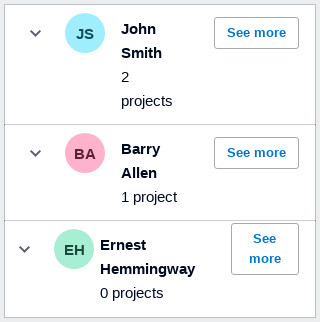 JS
John
Smith
2
projects
See more
BA
Barry
Allen
1 project
See more
EH
Ernest
Hemmingway
0 projects
See
more